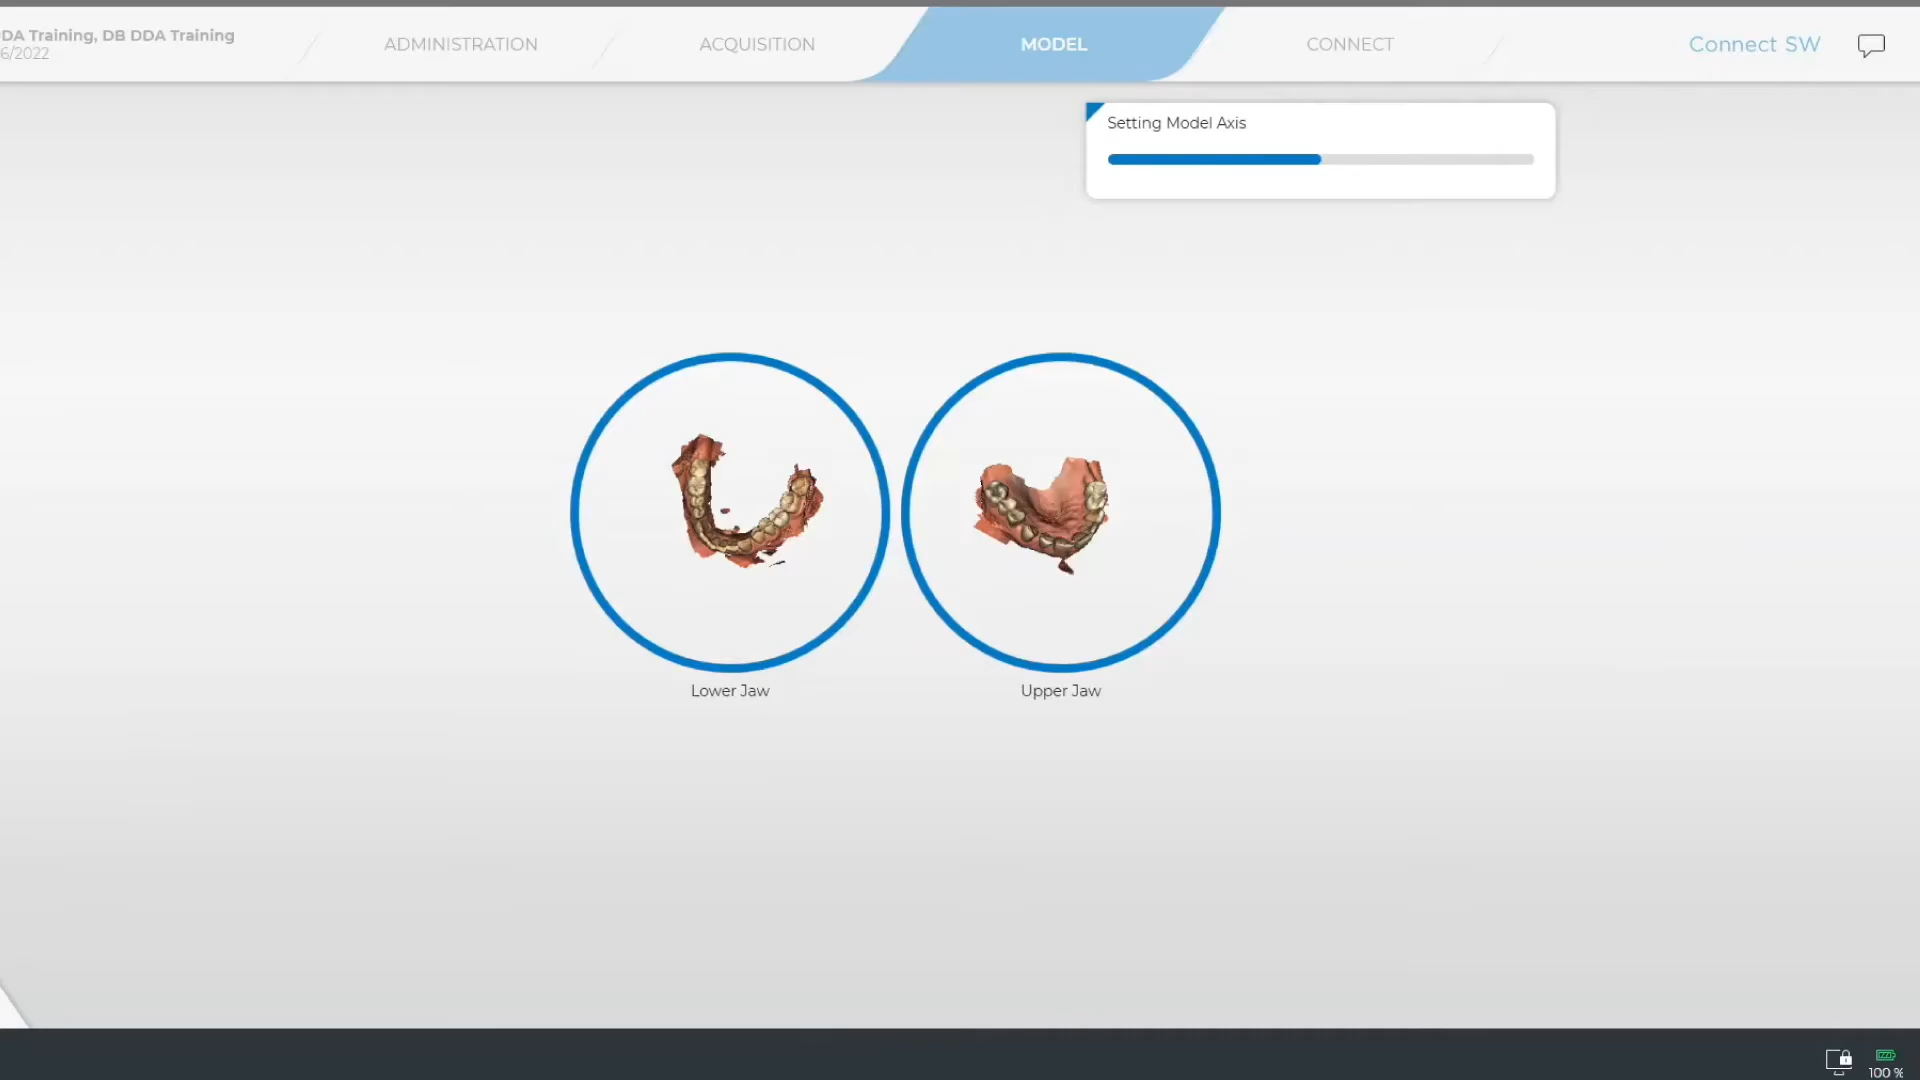 DA Training, DB DDA Training
6/2022
ADMINISTRATION
ACQUISITION
MODEL
CONNECT
Connect SW
Setting Model Axis
Lower Jaw
Upper Jaw
100 %